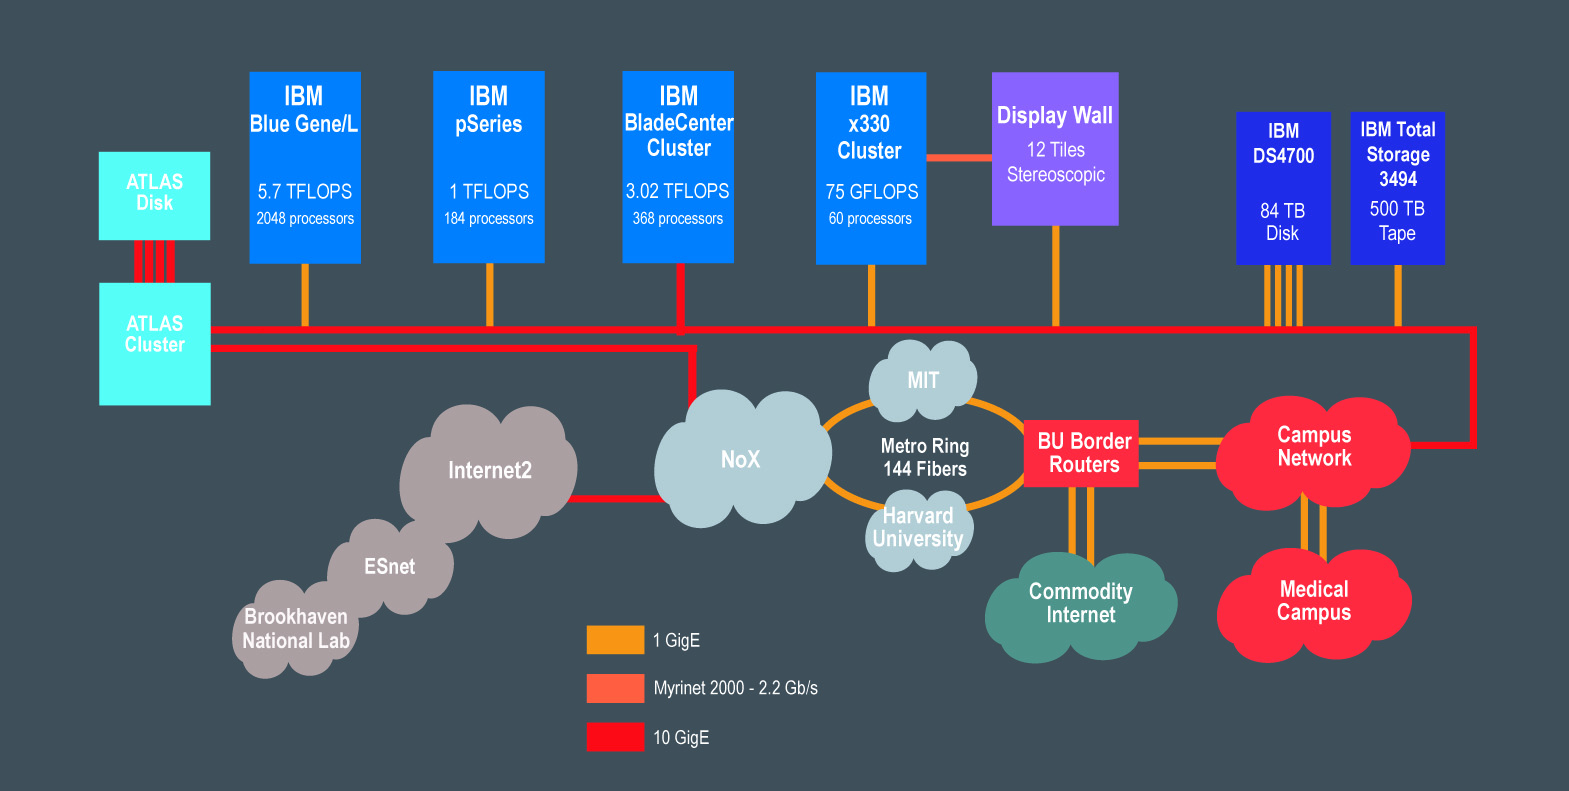 IBM
Blue Gene/L
5.7 TFLOPS
2048 processors
IBM
pSeries
1 TFLOPS
184 processors
IBM
BladeCenter
Cluster
3.02 TFLOPS
368 processors
IBM
x330
Cluster
75 GFLOPS
60 processors
Display Wall
12 Tiles
Stereoscopic
IBM
DS4700
84 TB
Disk
IBM Total
Storage
3494
500 TB
Tape
ATLAS
Disk
ATLAS
Cluster
MIT
Metro Ring
144 Fibers
Harvard
University
NoX
Internet2
ESnet
Brookhaven
National Lab
BU Border
Routers
Campus
Network
Commodity
Internet
Medical
Campus
1 GigE
Myrinet 2000 - 2.2 Gb/s
10 GigE